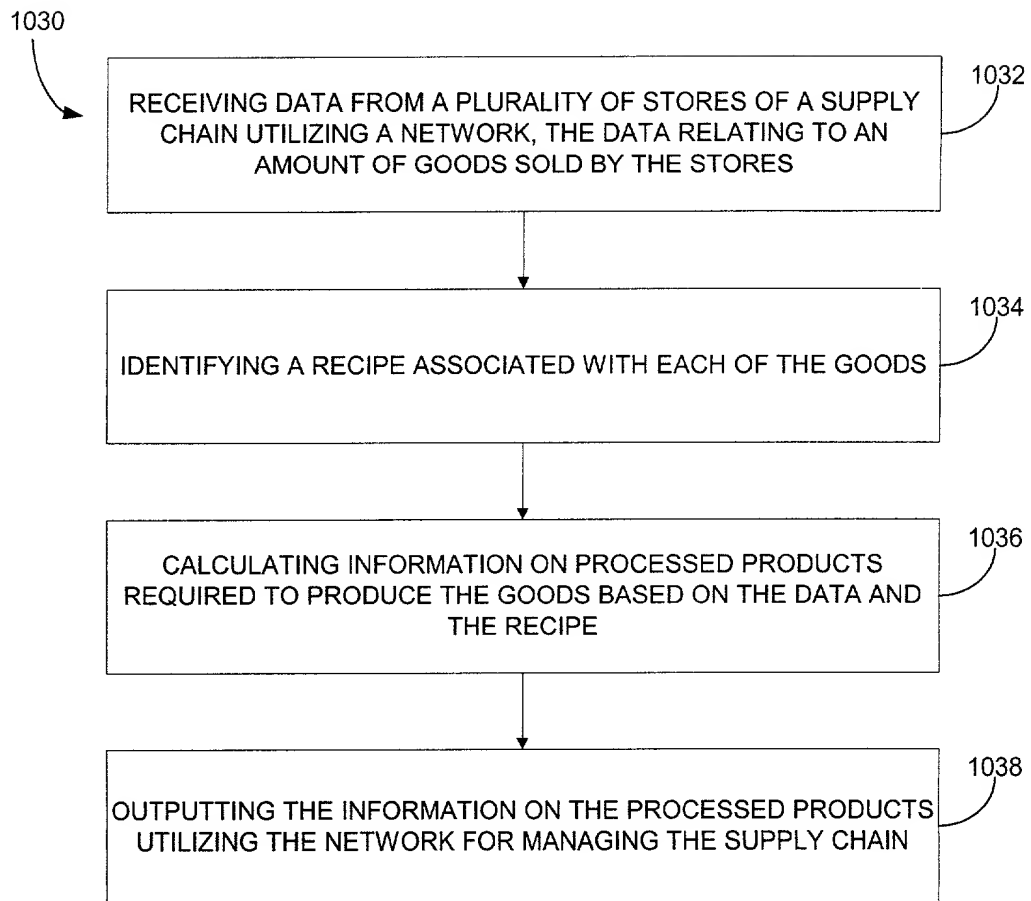 1030
1032
RECEIVING DATA FROM A PLURALITY OF STORES OF A SUPPLY
CHAIN UTILIZING A NETWORK, THE DATA RELATING TO AN
AMOUNT OF GOODS SOLD BY THE STORES
1034
IDENTIFYING A RECIPE ASSOCIATED WITH EACH OF THE GOODS
1036
CALCULATING INFORMATION ON PROCESSED PRODUCTS
REQUIRED TO PRODUCE THE GOODS BASED ON THE DATA AND
THE RECIPE
1038
OUTPUTTING THE INFORMATION ON THE PROCESSED PRODUCTS
UTILIZING THE NETWORK FOR MANAGING THE SUPPLY CHAIN